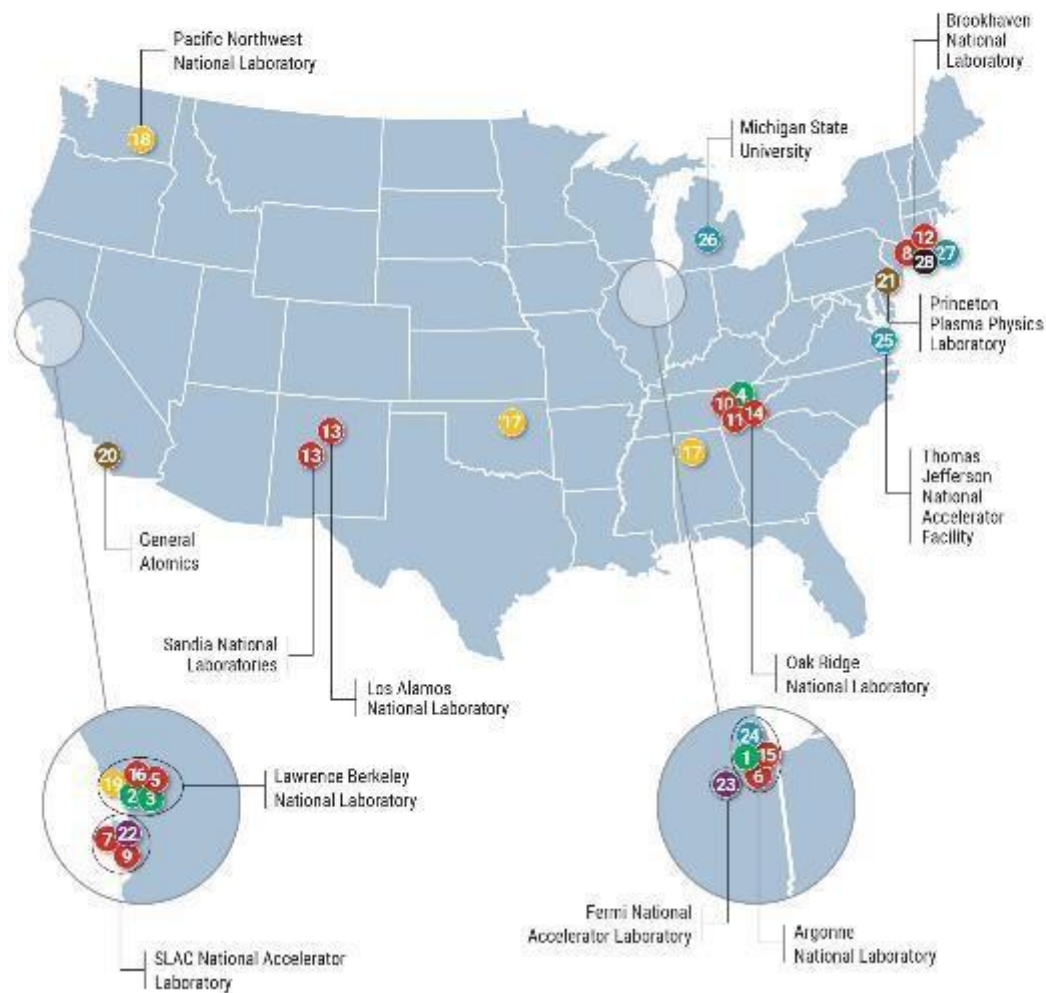 Pacific Northwest
National Laboratory
Brookhaven
National
Laboratory
18
Michigan State
University
26
12
8
27
28
21
Princeton
Plasma Physics
Laboratory
25
4
10
14
11
17
13
17
13
20
Thomas
Jefferson
National
Accelerator
Facility
General
Atomics
Sandia National
Laboratories
Los Alamos
National Laboratory
Oak Ridge
National Laboratory
16
5
19
2
3
Lawrence Berkeley
National Laboratory
22
7
9
24
1
15
6
23
Fermi National
Accelerator Laboratory
Argonne
National Laboratory
SLAC National Accelerator
Laboratory